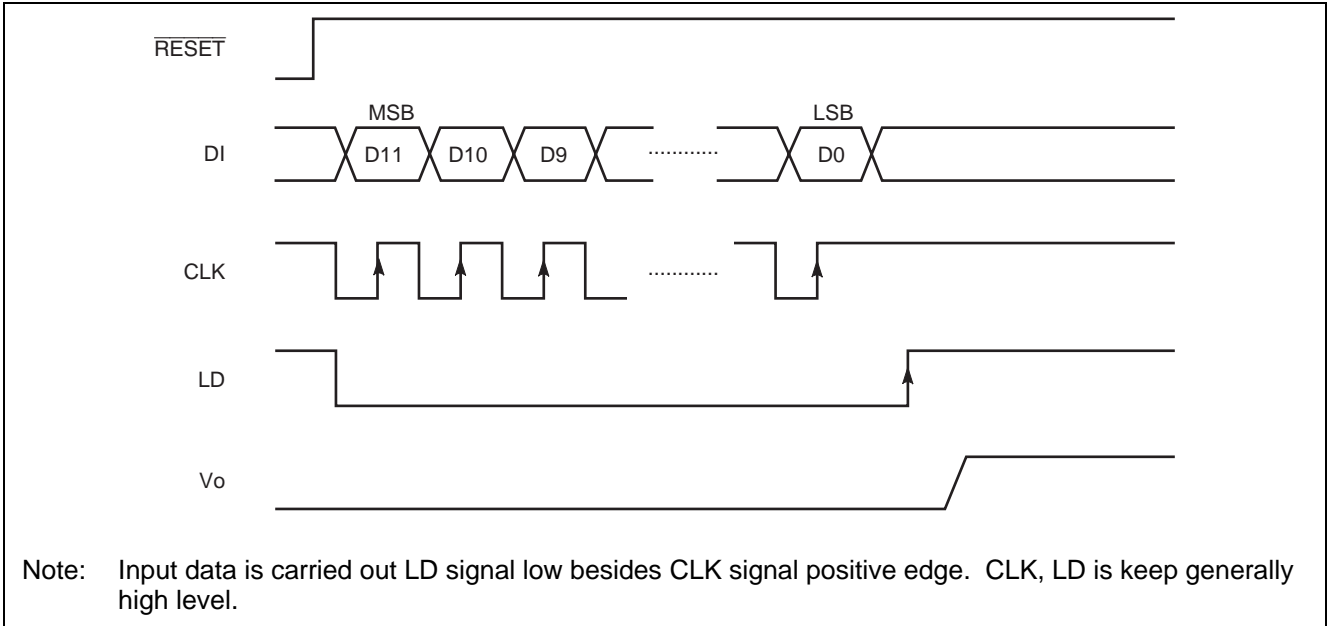 RESET
MSB LSB
DI D11 D10 D9 ............ D0
CLK ............
LD
Vo
Note: Input data is carried out LD signal low besides CLK signal positive edge. CLK, LD is keep generally
high level.